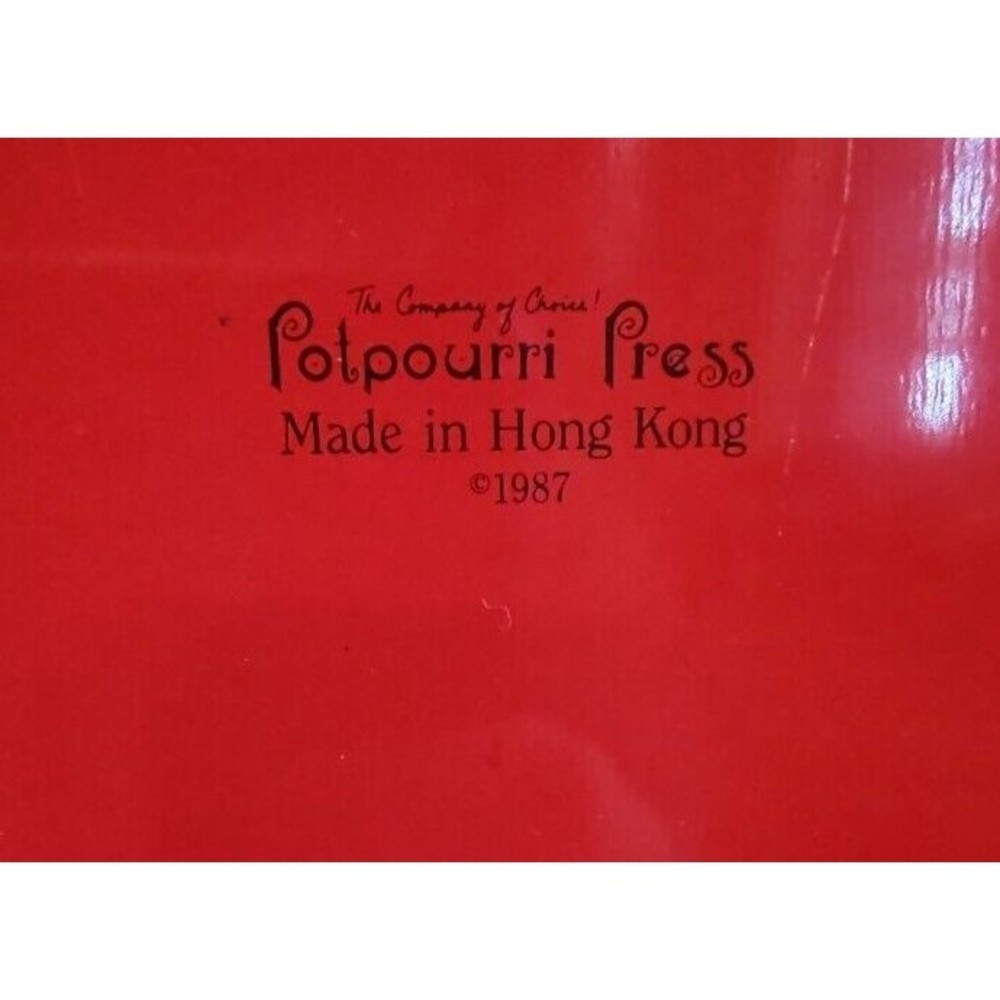 The Company of Choice!
Potpourri Press
Made in Hong Kong
©1987